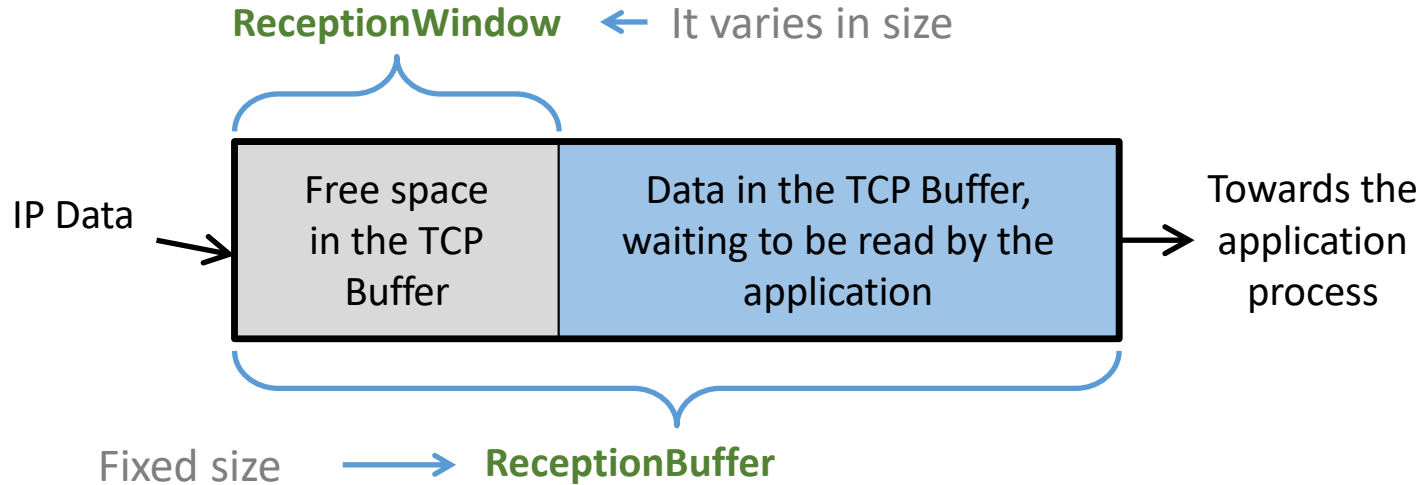 ReceptionWindow It varies in size
IP Data
Free space
in the TCP
Buffer
Data in the TCP Buffer,
waiting to be read by the
application
Towards the
application
process
Fixed size ReceptionBuffer